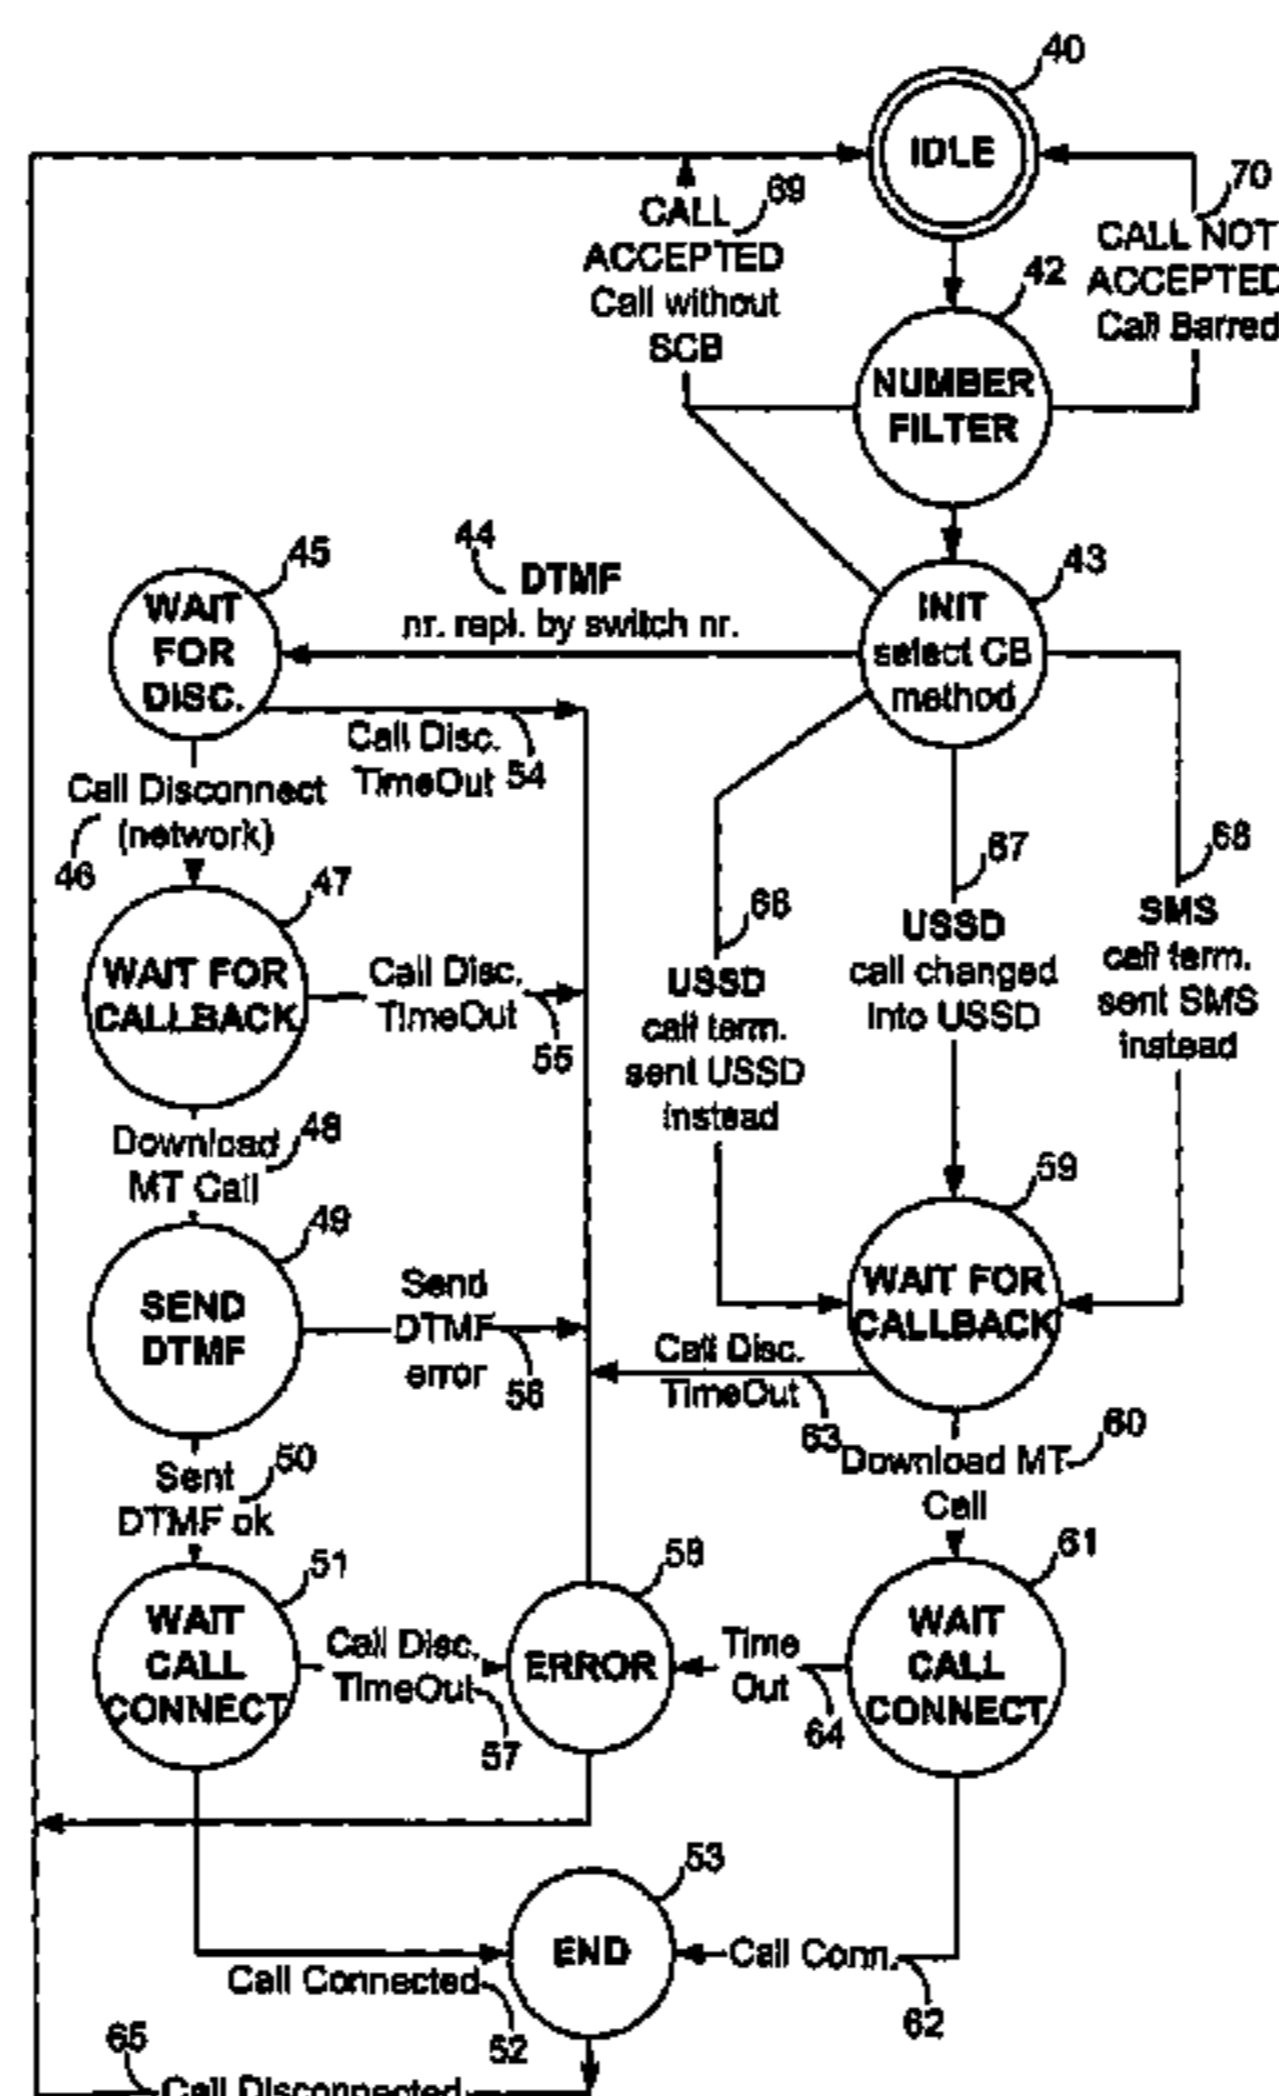 40
IDLE
69
CALL
ACCEPTED
Call without
SCB
70
CALL NOT
ACCEPTED
Call Barred
42
NUMBER
FILTER
44
DTMF
nr. repl. by switch nr.
43
INIT
select CB
method
45
WAIT
FOR
DISC.
Call Disc.
TimeOut
54
Call Disconnect
(network)
46
47
WAIT FOR
CALLBACK
Call Disc.
TimeOut
55
66
USSD
call term.
sent USSD
instead
67
USSD
call changed
into USSD
68
SMS
call term.
sent SMS
instead
Download
MT Call
48
49
SEND
DTMF
Send
DTMF
error
56
59
WAIT FOR
CALLBACK
Call Disc.
TimeOut
63
Download MT
Call
60
Sent
DTMF ok
50
51
WAIT
CALL
CONNECT
Call Disc.
TimeOut
57
58
ERROR
Time
Out
64
61
WAIT
CALL
CONNECT
53
END
Call Connected
52
Call Conn.
62
65
Call Disconnected